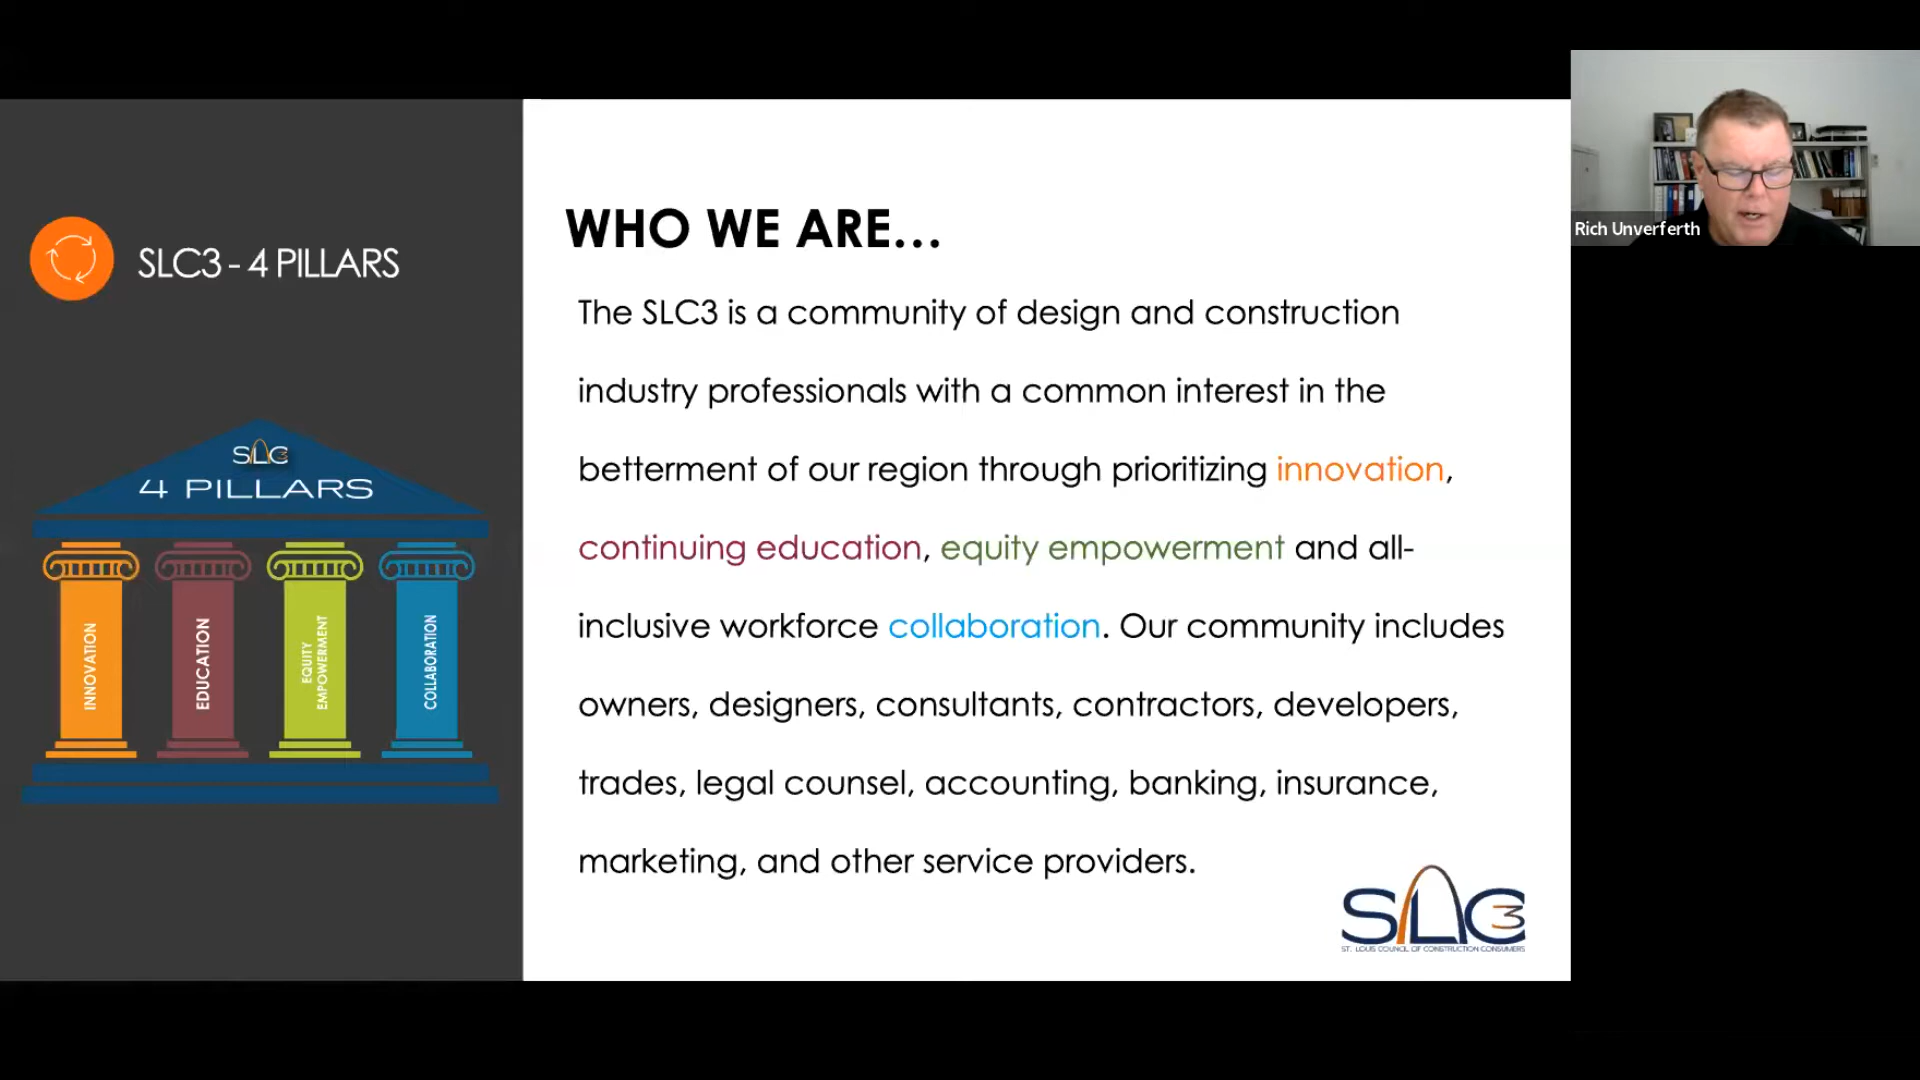 SLC3 - 4 PILLARS
SLC3
4 PILLARS
INNOVATION
EDUCATION
EQUITY
EMPOWERMENT
COLLABORATION
WHO WE ARE...
The SLC3 is a community of design and construction
industry professionals with a common interest in the
betterment of our region through prioritizing innovation,
continuing education, equity empowerment and all-
inclusive workforce collaboration. Our community includes
owners, designers, consultants, contractors, developers,
trades, legal counsel, accounting, banking, insurance,
marketing, and other service providers.
SLC3
ST. LOUIS COUNCIL OF CONSTRUCTION CONSUMERS
Rich Unverferth